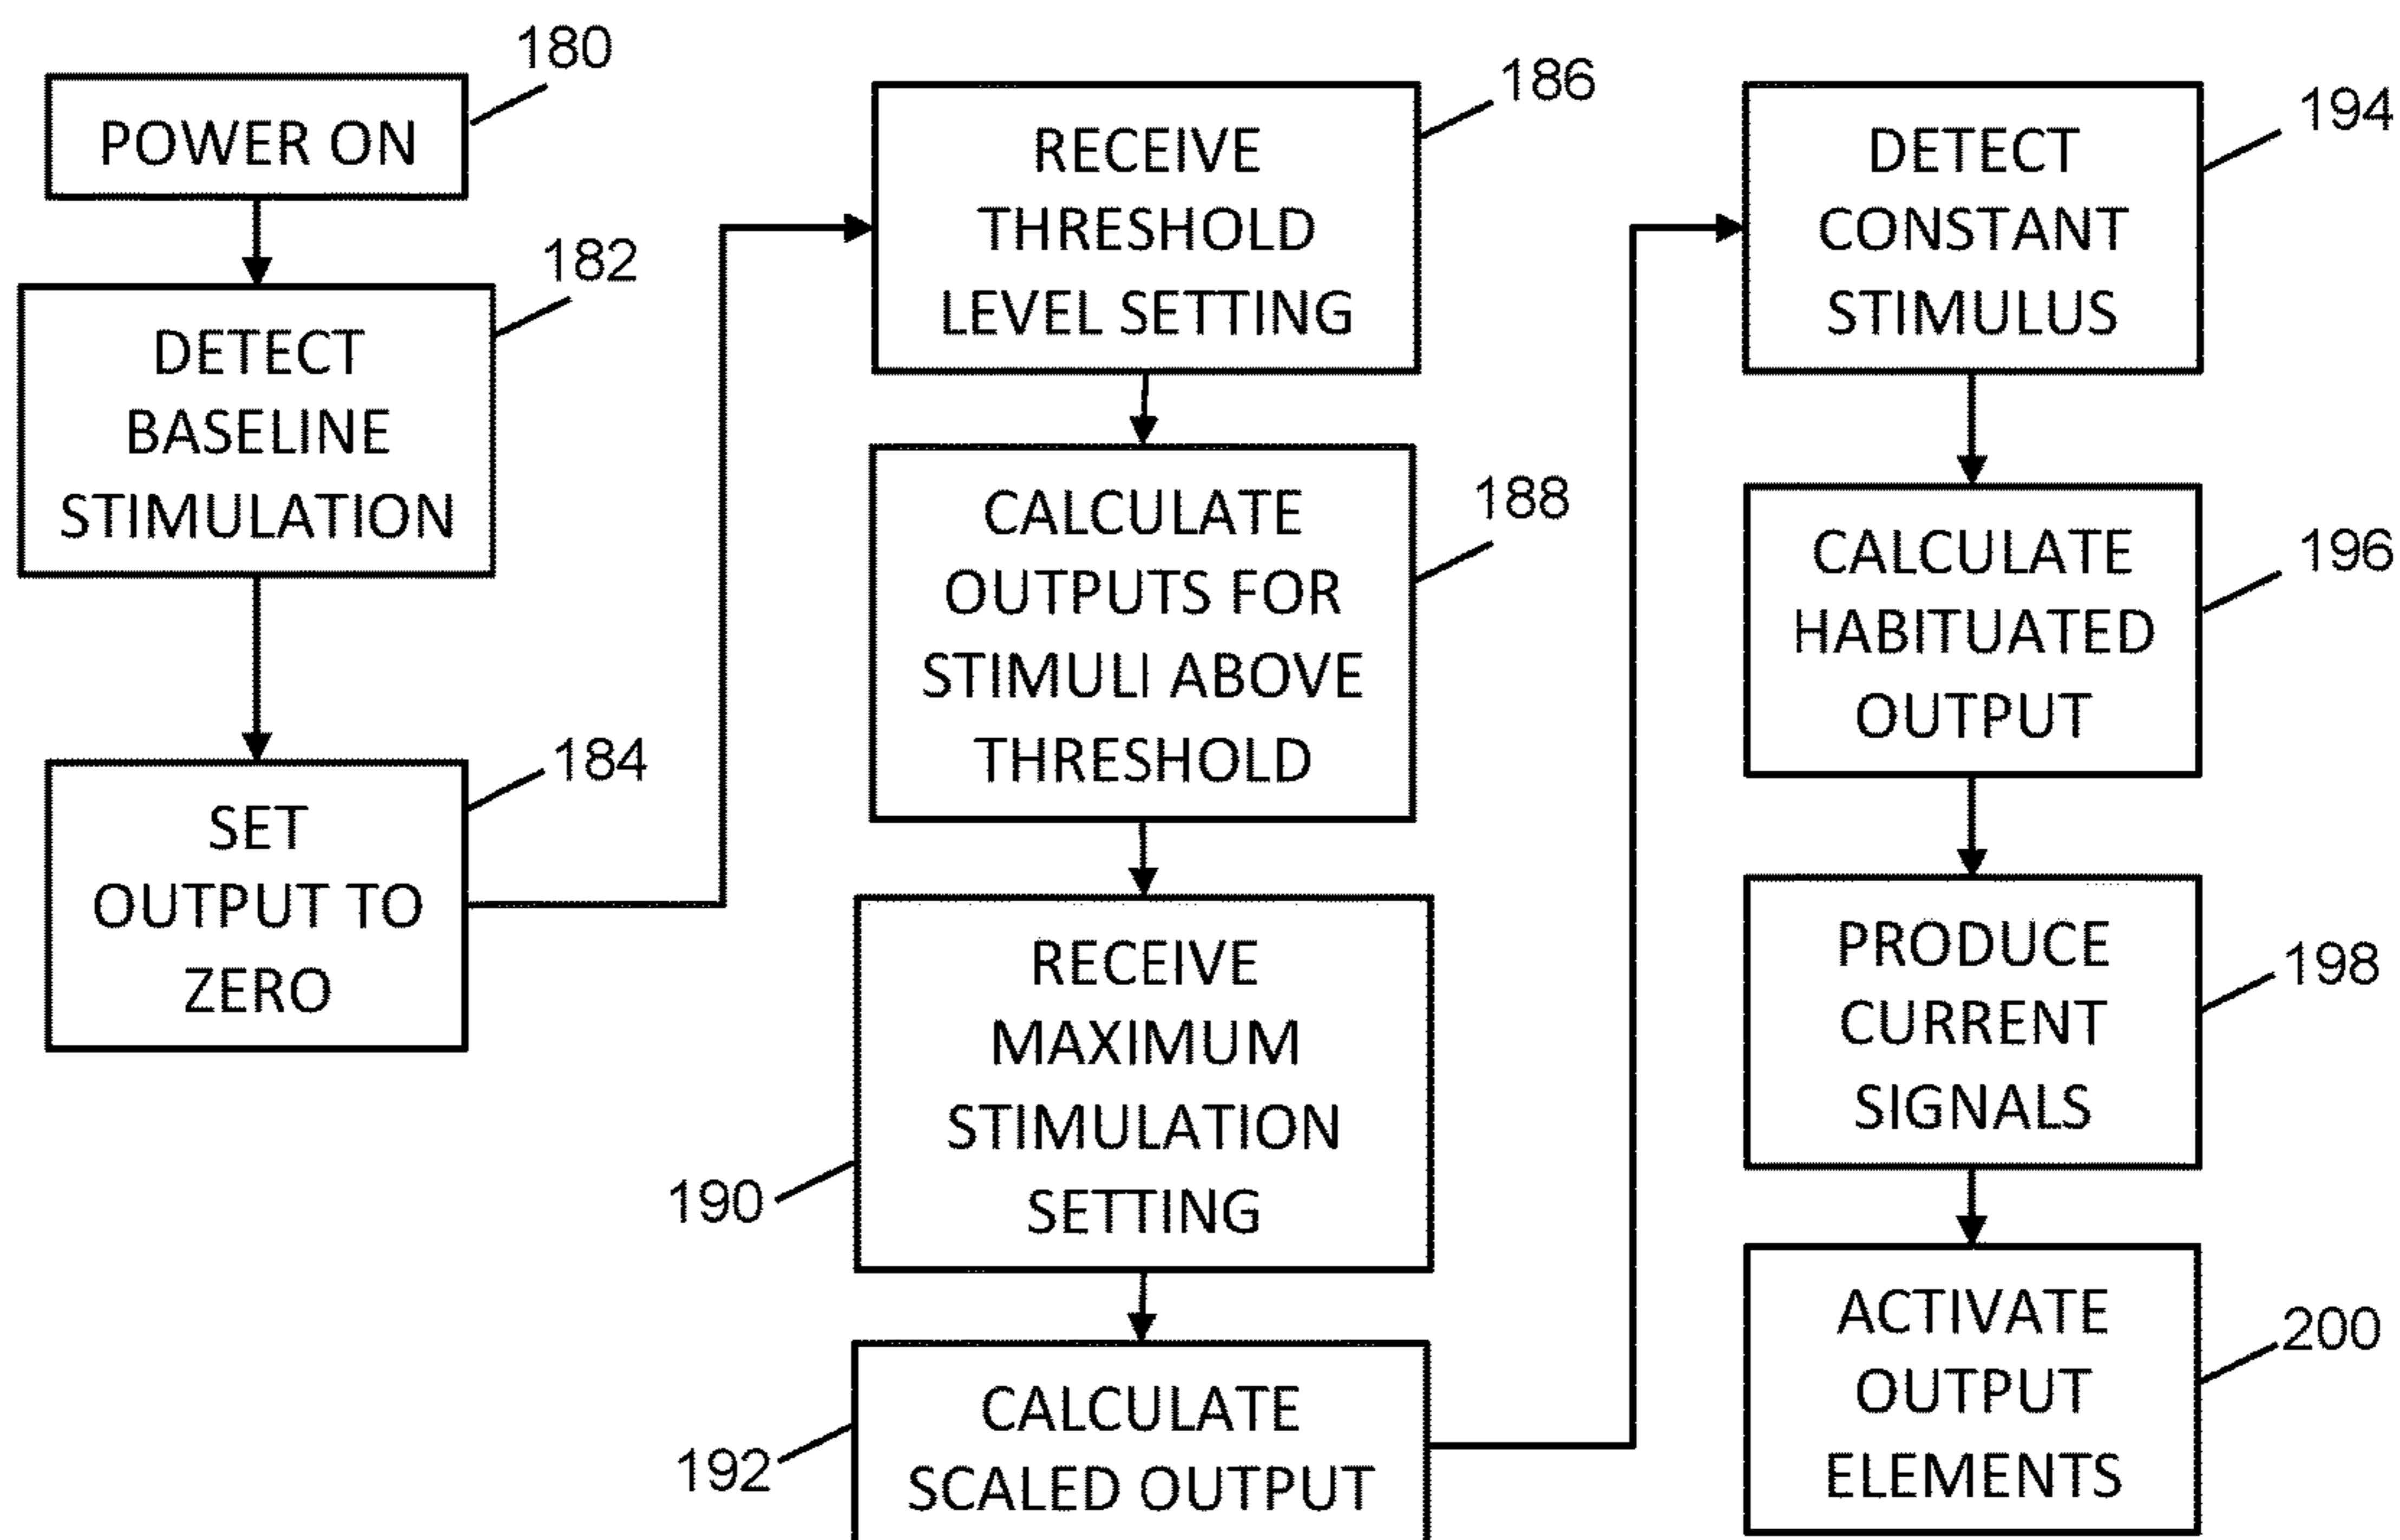 180
POWER ON
182
DETECT
BASELINE
STIMULATION
184
SET
OUTPUT TO
ZERO
186
RECEIVE
THRESHOLD
LEVEL SETTING
188
CALCULATE
OUTPUTS FOR
STIMULI ABOVE
THRESHOLD
190
RECEIVE
MAXIMUM
STIMULATION
SETTING
192
CALCULATE
SCALED OUTPUT
194
DETECT
CONSTANT
STIMULUS
196
CALCULATE
HABITUATED
OUTPUT
198
PRODUCE
CURRENT
SIGNALS
200
ACTIVATE
OUTPUT
ELEMENTS